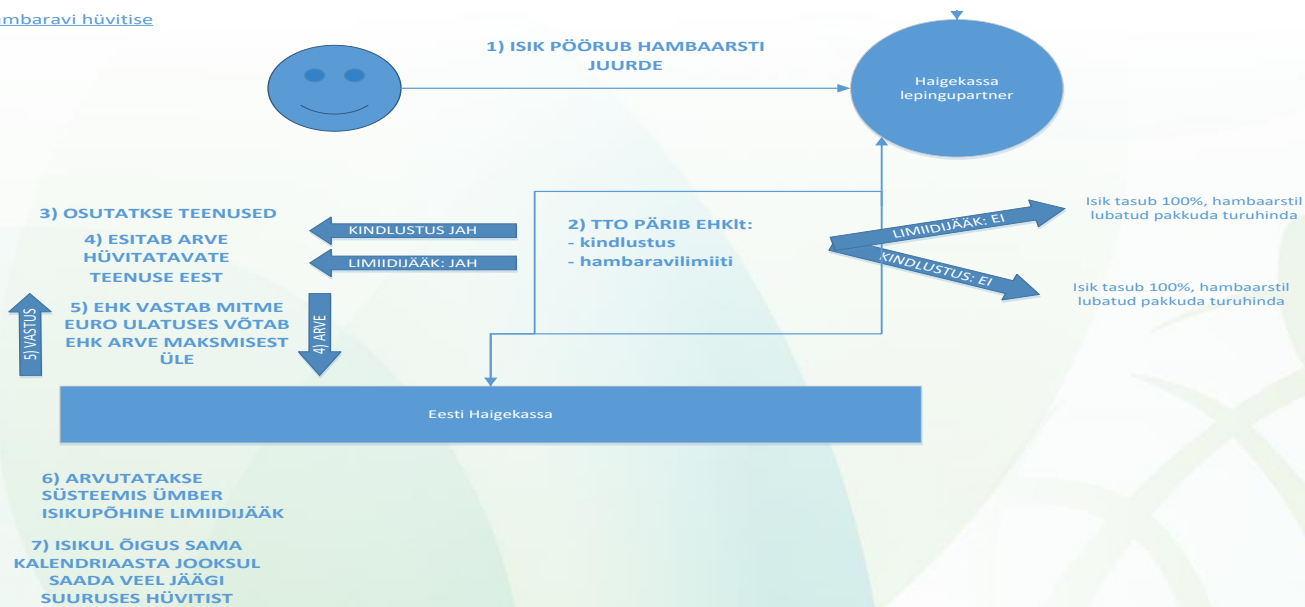 mbaravi hüvitise
1) ISIK PÖÖRUB HAMBAARSTI
JUURDE
Haigekassa
lepingupartner
2) TTO PÄRIB EHKlt:
- kindlustus
- hambaravilimiiti
KINDLUSTUS JAH
LIMIIDIJÄÄK: JAH
LIMIIDIJÄÄK: EI
KINDLUSTUS: EI
Isik tasub 100%, hambaarstil
lubatud pakkuda turuhinda
Isik tasub 100%, hambaarstil
lubatud pakkuda turuhinda
3) OSUTATKSE TEENUSED
4) ESITAB ARVE
HÜVITATAVATE
TEENUSE EEST
5) EHK VASTAB MITME
EURO ULATUSES VÕTAB
EHK ARVE MAKSMISEST
ÜLE
5) VASTUS
4) ARVE
Eesti Haigekassa
6) ARVUTATAKSE
SÜSTEEMIS ÜMBER
ISIKUPÕHINE LIMIIDIJÄÄK
7) ISIKUL ÕIGUS SAMA
KALENDRIAASTA JOOKSUL
SAADA VEEL JÄÄGI
SUURUSES HÜVITIST